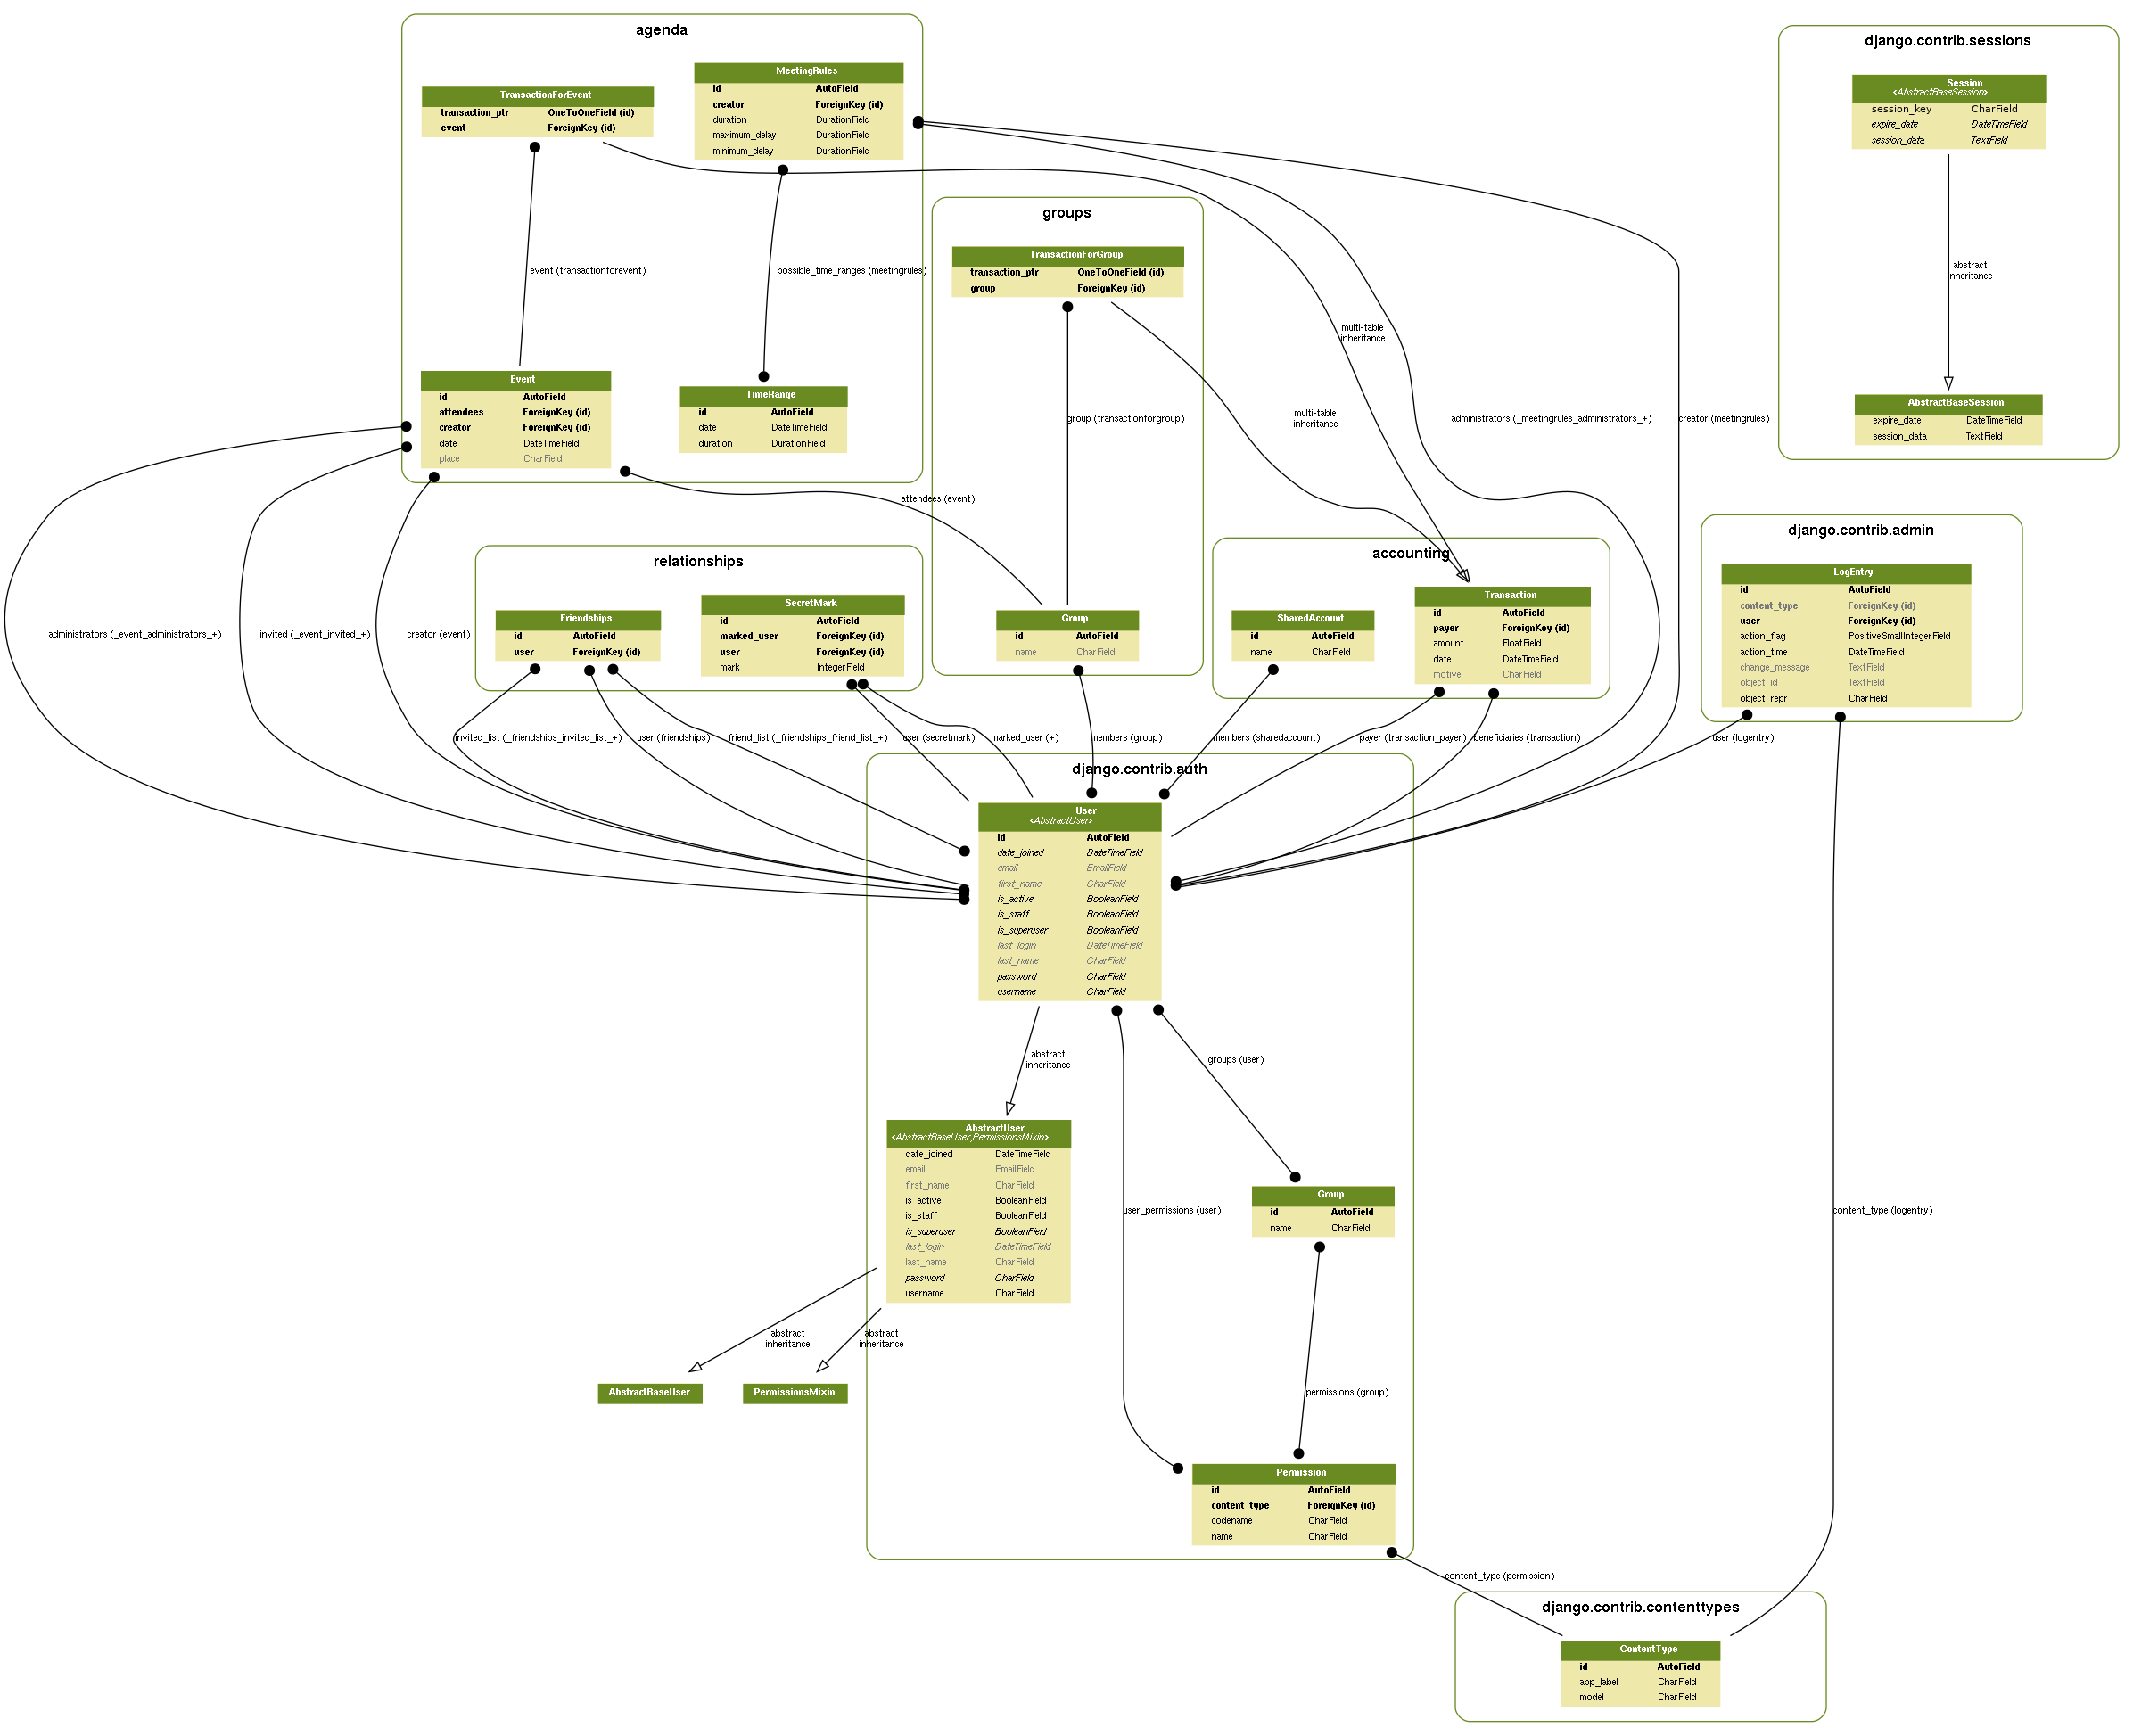 agenda
TransactionForEvent
transaction_ptr OneToOneField (id)
event ForeignKey (id)
MeetingRules
id AutoField
creator ForeignKey (id)
duration DurationField
maximum_delay DurationField
minimum_delay DurationField
event (transactionforevent)
possible_time_ranges (meetingrules)
Event
id AutoField
attendees ForeignKey (id)
creator ForeignKey (id)
date DateTimeField
place CharField
TimeRange
id AutoField
date DateTimeField
duration DurationField
groups
TransactionForGroup
transaction_ptr OneToOneField (id)
group ForeignKey (id)
group (transactionforgroup)
multi-table
inheritance
multi-table
inheritance
administrators (_meetingrules_administrators_+)
creator (meetingrules)
attendees (event)
Group
id AutoField
name CharField
django.contrib.sessions
Session
<AbstractBaseSession>
session_key CharField
expire_date DateTimeField
session_data TextField
abstract
inheritance
AbstractBaseSession
expire_date DateTimeField
session_data TextField
relationships
Friendships
id AutoField
user ForeignKey (id)
SecretMark
id AutoField
marked_user ForeignKey (id)
user ForeignKey (id)
mark IntegerField
accounting
SharedAccount
id AutoField
name CharField
Transaction
id AutoField
payer ForeignKey (id)
amount FloatField
date DateTimeField
motive CharField
django.contrib.admin
LogEntry
id AutoField
content_type ForeignKey (id)
user ForeignKey (id)
action_flag PositiveSmallIntegerField
action_time DateTimeField
change_message TextField
object_id TextField
object_repr CharField
administrators (_event_administrators_+)
invited (_event_invited_+)
creator (event)
invited_list (_friendships_invited_list_+)
user (friendships)
friend_list (_friendships_friend_list_+)
user (secretmark)
marked_user (+)
members (group)
members (sharedaccount)
payer (transaction_payer)
beneficiaries (transaction)
user (logentry)
django.contrib.auth
User
<AbstractUser>
id AutoField
date_joined DateTimeField
email EmailField
first_name CharField
is_active BooleanField
is_staff BooleanField
is_superuser BooleanField
last_login DateTimeField
last_name CharField
password CharField
username CharField
abstract
inheritance
groups (user)
AbstractUser
<AbstractBaseUser,PermissionsMixin>
date_joined DateTimeField
email EmailField
first_name CharField
is_active BooleanField
is_staff BooleanField
is_superuser BooleanField
last_login DateTimeField
last_name CharField
password CharField
username CharField
user_permissions (user)
Group
id AutoField
name CharField
content_type (logentry)
abstract
inheritance
abstract
inheritance
AbstractBaseUser
PermissionsMixin
permissions (group)
Permission
id AutoField
content_type ForeignKey (id)
codename CharField
name CharField
content_type (permission)
django.contrib.contenttypes
ContentType
id AutoField
app_label CharField
model CharField